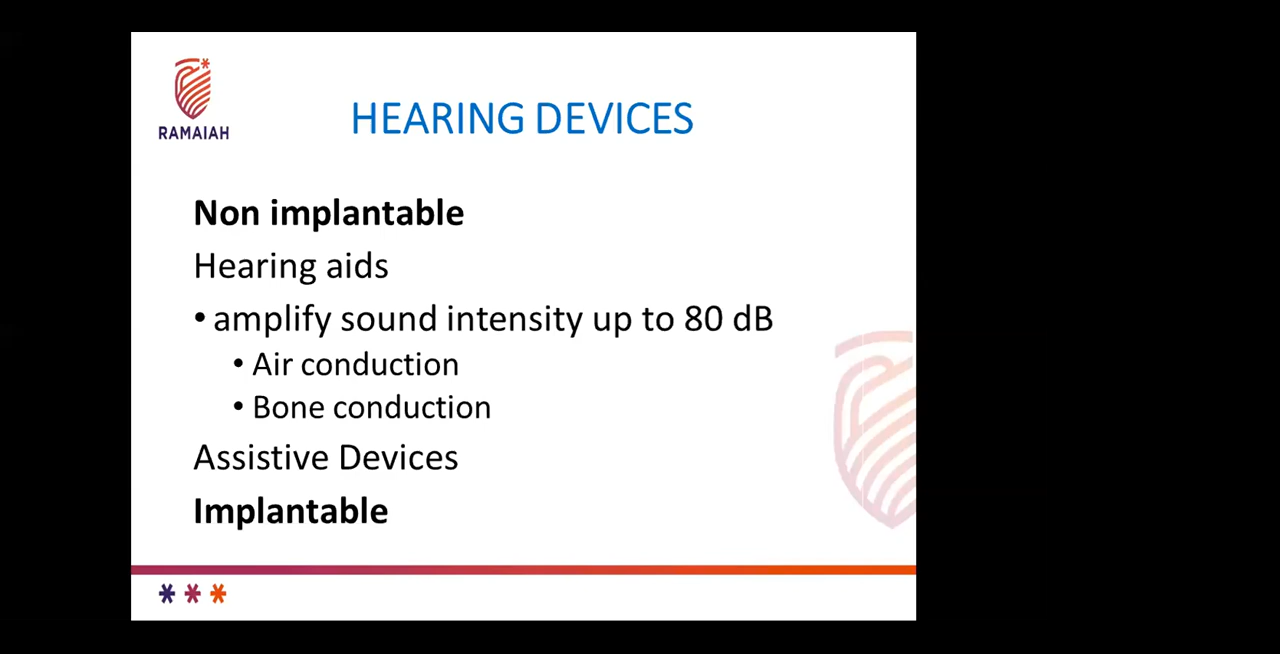 RAMAIAH
HEARING DEVICES
Non implantable
Hearing aids
• amplify sound intensity up to 80 dB
• Air conduction
• Bone conduction
Assistive Devices
Implantable